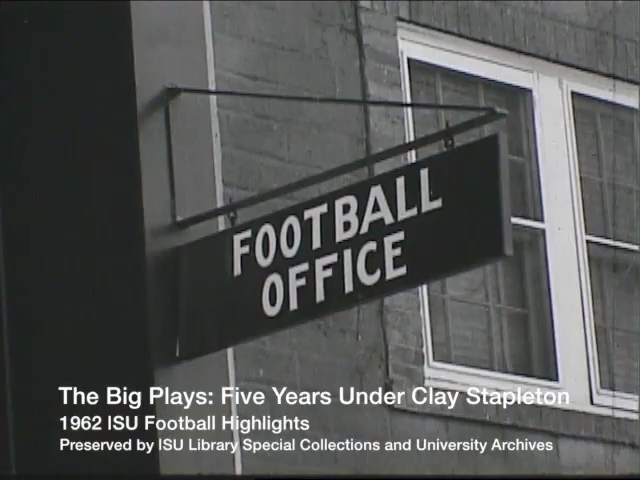 FOOTBALL
OFFICE
The Big Plays: Five Years Under Clay Stapleton
1962 ISU Football Highlights
Preserved by ISU Library Special Collections and University Archives